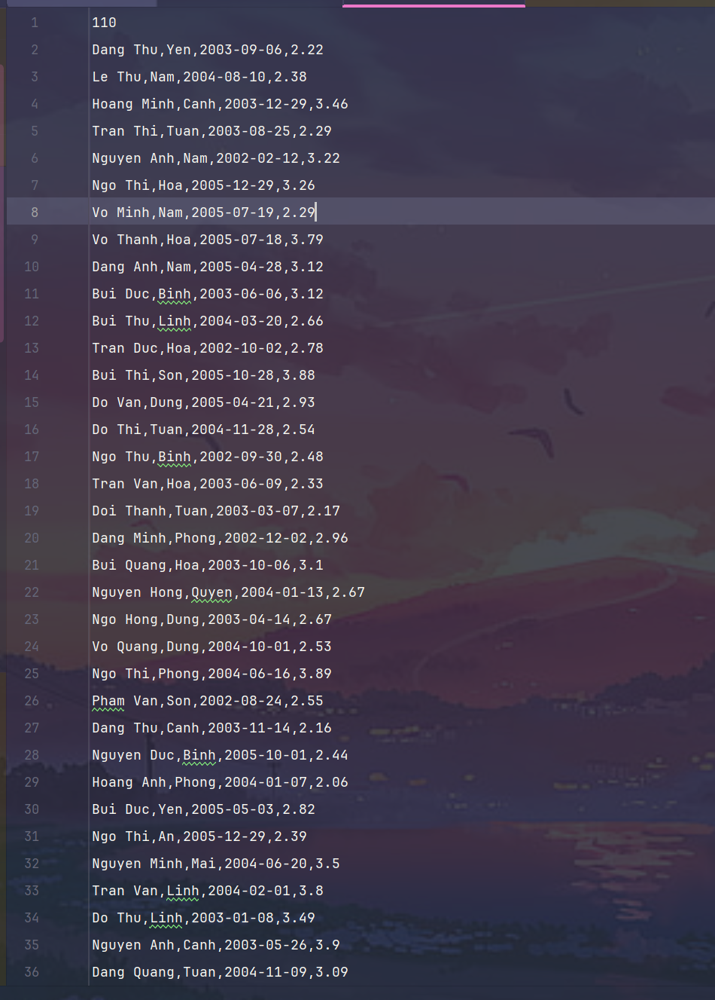 1 110
2 Dang Thu,Yen,2003-09-06,2.22
3 Le Thu,Nam,2004-08-10,2.38
4 Hoang Minh,Canh,2003-12-29,3.46
5 Tran Thi,Tuan,2003-08-25,2.29
6 Nguyen Anh,Nam,2002-02-12,3.22
7 Ngo Thi,Hoa,2005-12-29,3.26
8 Vo Minh,Nam,2005-07-19,2.29
9 Vo Thanh,Hoa,2005-07-18,3.79
10 Dang Anh,Nam,2005-04-28,3.12
11 Bui Duc,Binh,2003-06-06,3.12
12 Bui Thu,Linh,2004-03-20,2.66
13 Tran Duc,Hoa,2002-10-02,2.78
14 Bui Thi,Son,2005-10-28,3.88
15 Do Van,Dung,2005-04-21,2.93
16 Do Thi,Tuan,2004-11-28,2.54
17 Ngo Thu,Binh,2002-09-30,2.48
18 Tran Van,Hoa,2003-06-09,2.33
19 Doi Thanh,Tuan,2003-03-07,2.17
20 Dang Minh,Phong,2002-12-02,2.96
21 Bui Quang,Hoa,2003-10-06,3.1
22 Nguyen Hong,Quyen,2004-01-13,2.67
23 Ngo Hong,Dung,2003-04-14,2.67
24 Vo Quang,Dung,2004-10-01,2.53
25 Ngo Thi,Phong,2004-06-16,3.89
26 Pham Van,Son,2002-08-24,2.55
27 Dang Thu,Canh,2003-11-14,2.16
28 Nguyen Duc,Binh,2005-10-01,2.44
29 Hoang Anh,Phong,2004-01-07,2.06
30 Bui Duc,Yen,2005-05-03,2.82
31 Ngo Thi,An,2005-12-29,2.39
32 Nguyen Minh,Mai,2004-06-20,3.5
33 Tran Van,Linh,2004-02-01,3.8
34 Do Thu,Linh,2003-01-08,3.49
35 Nguyen Anh,Canh,2003-05-26,3.9
36 Dang Quang,Tuan,2004-11-09,3.09